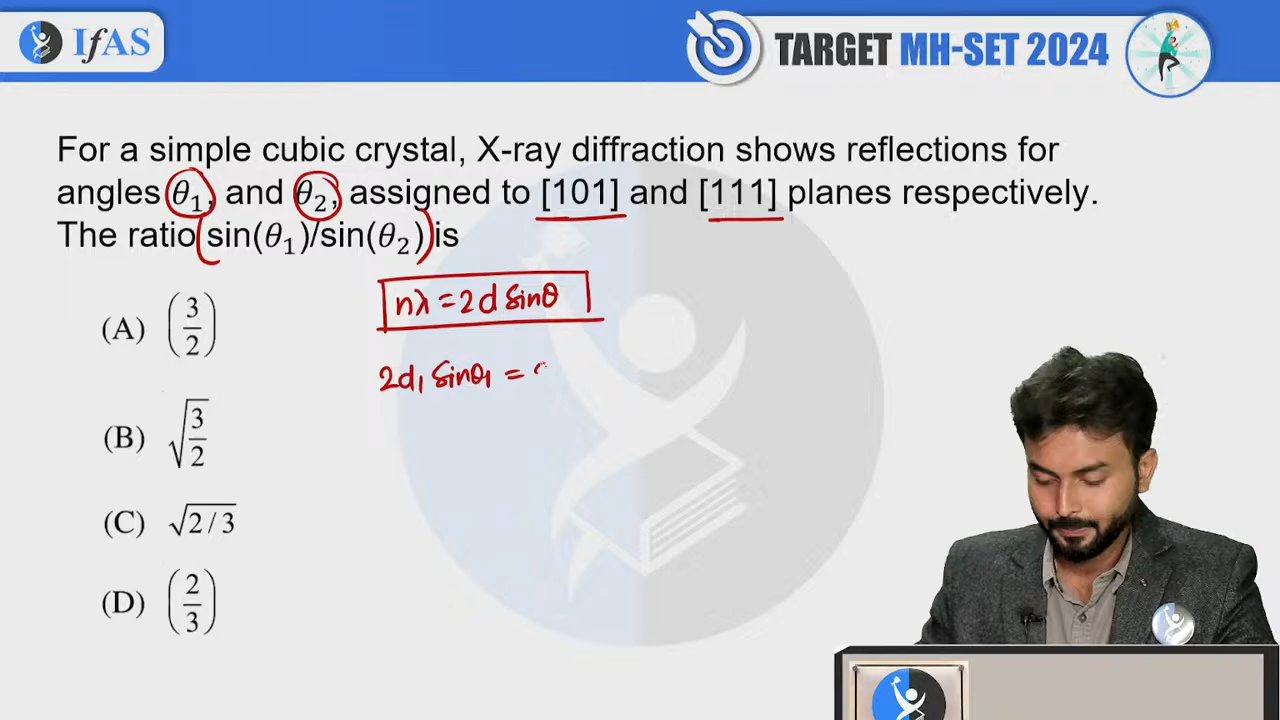 IfAS
TARGET MH-SET 2024
For a simple cubic crystal, X-ray diffraction shows reflections for
angles θ₁, and θ₂, assigned to [101] and [111] planes respectively.
The ratio sin(θ₁)/sin(θ₂) is
(A) (3/2)
nλ = 2d sinθ
2d₁ sinθ₁ =
(B) √(3/2)
(C) √2/3
(D) (2/3)